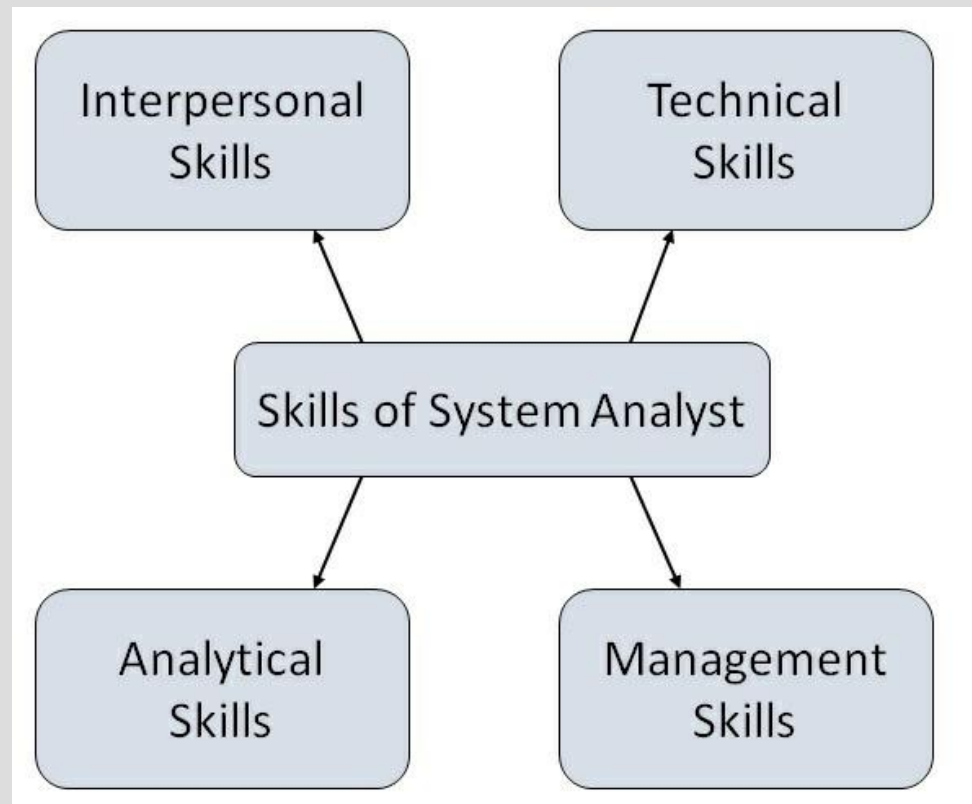 Interpersonal
Skills
Technical
Skills
Skills of System Analyst
Analytical
Skills
Management
Skills